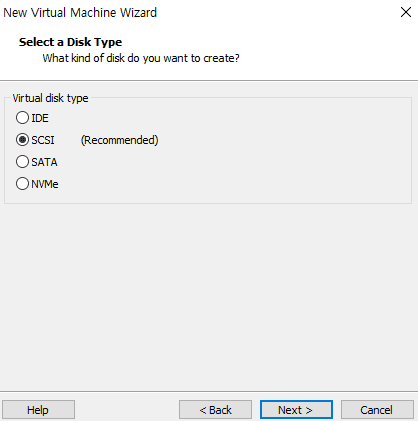 New Virtual Machine Wizard
Select a Disk Type
What kind of disk do you want to create?
Virtual disk type
IDE
SCSI (Recommended)
SATA
NVMe
Help < Back Next > Cancel